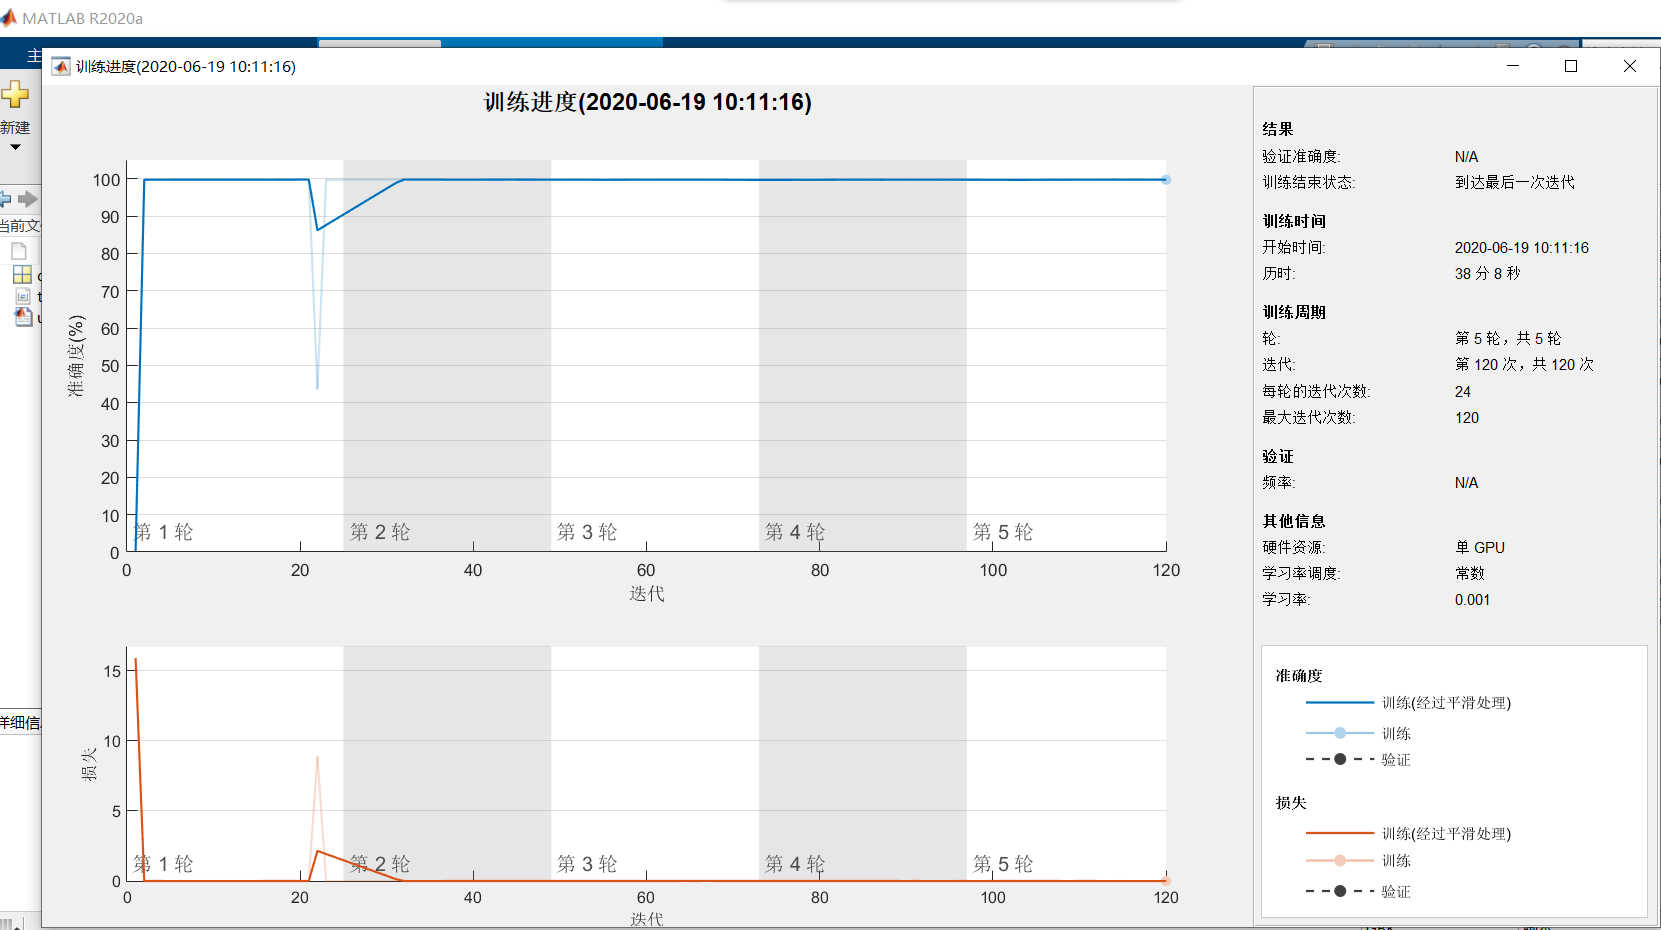 MATLAB R2020a
主
训练进度(2020-06-19 10:11:16)
新建
当前文
详细信
训练进度(2020-06-19 10:11:16)
准确度(%)
100
90
80
70
60
50
40
30
20
10
0
第 1 轮
第 2 轮
第 3 轮
第 4 轮
第 5 轮
0 20 40 60 80 100 120
迭代
损失
15
10
5
0
第 1 轮
第 2 轮
第 3 轮
第 4 轮
第 5 轮
0 20 40 60 80 100 120
迭代
结果
验证准确度: N/A
训练结束状态: 到达最后一次迭代
训练时间
开始时间: 2020-06-19 10:11:16
历时: 38 分 8 秒
训练周期
轮: 第 5 轮，共 5 轮
迭代: 第 120 次，共 120 次
每轮的迭代次数: 24
最大迭代次数: 120
验证
频率: N/A
其他信息
硬件资源: 单 GPU
学习率调度: 常数
学习率: 0.001
准确度
训练(经过平滑处理)
训练
验证
损失
训练(经过平滑处理)
训练
验证